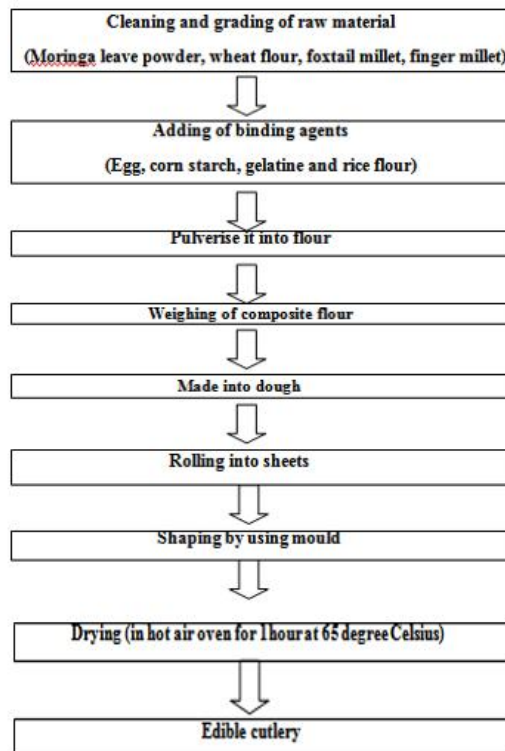 Cleaning and grading of raw material
(Moringa leave powder, wheat flour, foxtail millet, finger millet)
Adding of binding agents
(Egg, corn starch, gelatine and rice flour)
Pulverise it into flour
Weighing of composite flour
Made into dough
Rolling into sheets
Shaping by using mould
Drying (in hot air oven for 1 hour at 65 degree Celsius)
Edible cutlery